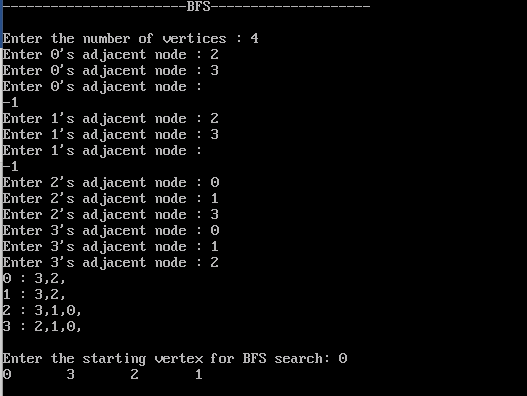 -----------------------BFS--------------------
Enter the number of vertices : 4
Enter 0's adjacent node : 2
Enter 0's adjacent node : 3
Enter 0's adjacent node :
-1
Enter 1's adjacent node : 2
Enter 1's adjacent node : 3
Enter 1's adjacent node :
-1
Enter 2's adjacent node : 0
Enter 2's adjacent node : 1
Enter 2's adjacent node : 3
Enter 3's adjacent node : 0
Enter 3's adjacent node : 1
Enter 3's adjacent node : 2
0 : 3,2,
1 : 3,2,
2 : 3,1,0,
3 : 2,1,0,
Enter the starting vertex for BFS search: 0
0       3       2       1